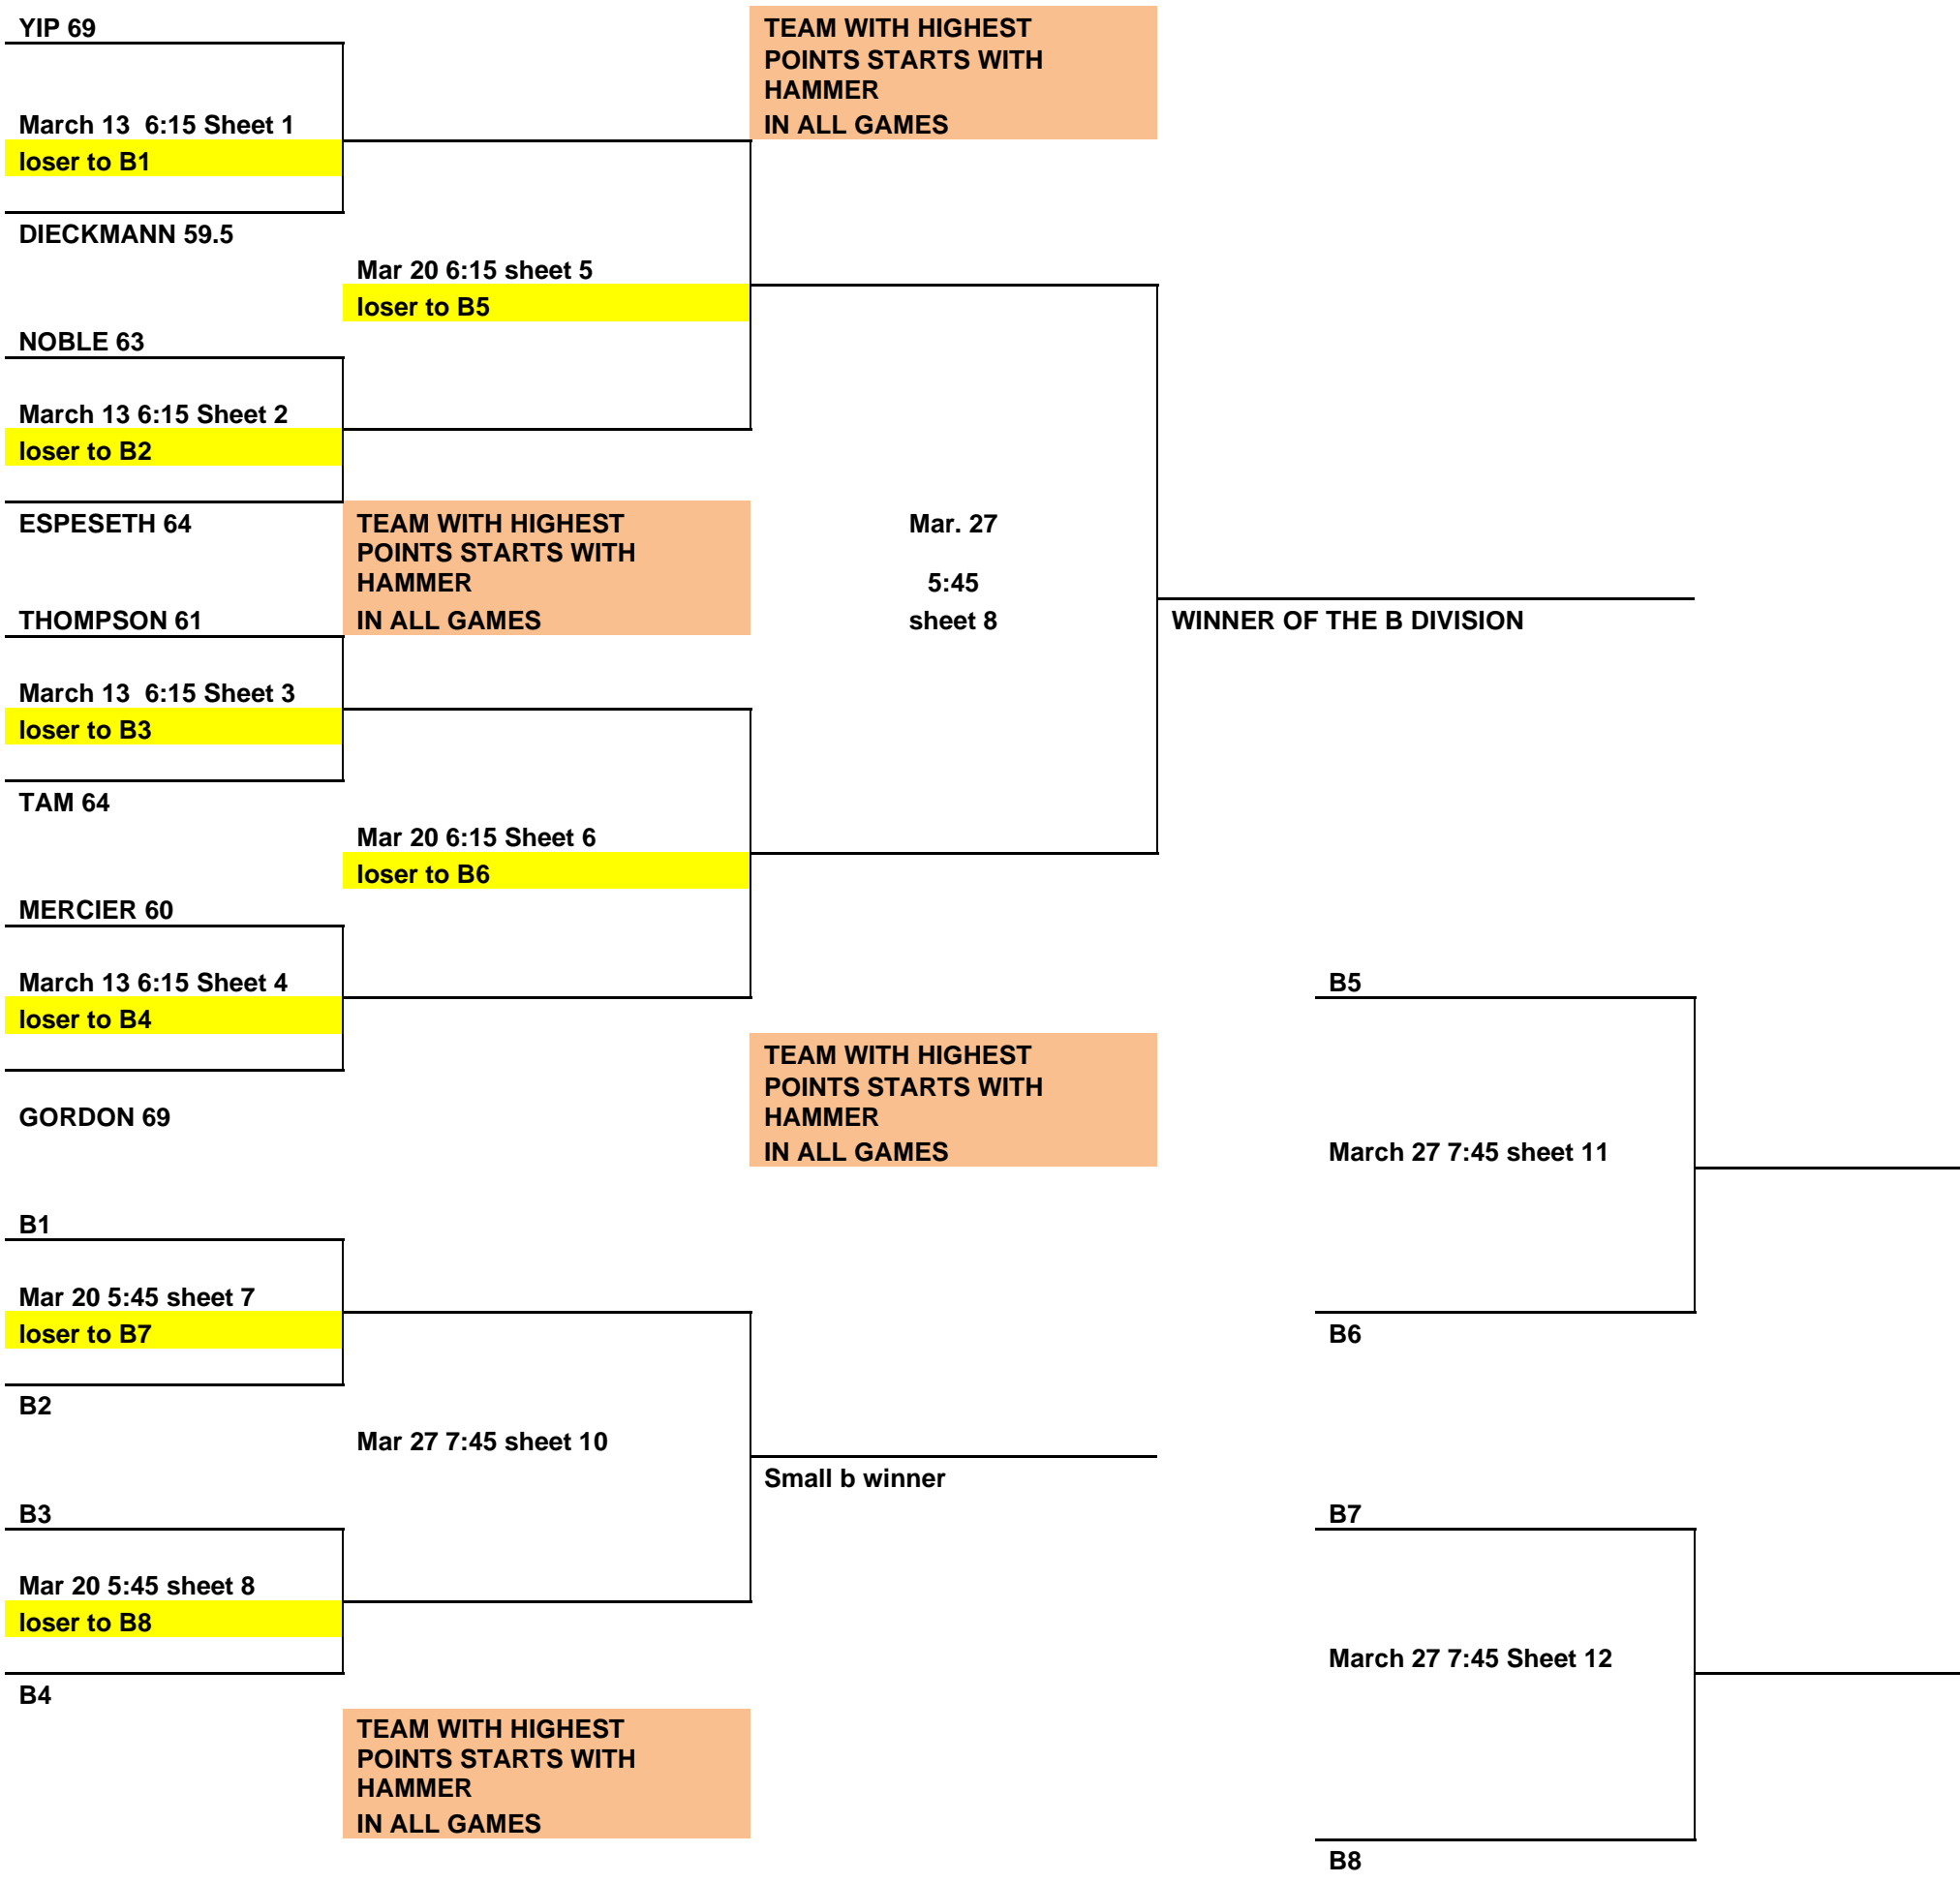 YIP 69
TEAM WITH HIGHEST
POINTS STARTS WITH
HAMMER
IN ALL GAMES
March 13  6:15 Sheet 1
loser to B1
DIECKMANN 59.5
Mar 20 6:15 sheet 5
loser to B5
NOBLE 63
March 13 6:15 Sheet 2
loser to B2
ESPESETH 64
TEAM WITH HIGHEST
POINTS STARTS WITH
HAMMER
IN ALL GAMES
Mar. 27
5:45
sheet 8
THOMPSON 61
WINNER OF THE B DIVISION
March 13  6:15 Sheet 3
loser to B3
TAM 64
Mar 20 6:15 Sheet 6
loser to B6
MERCIER 60
March 13 6:15 Sheet 4
loser to B4
B5
TEAM WITH HIGHEST
POINTS STARTS WITH
HAMMER
IN ALL GAMES
GORDON 69
March 27 7:45 sheet 11
B1
Mar 20 5:45 sheet 7
loser to B7
B6
B2
Mar 27 7:45 sheet 10
Small b winner
B3
B7
Mar 20 5:45 sheet 8
loser to B8
March 27 7:45 Sheet 12
B4
TEAM WITH HIGHEST
POINTS STARTS WITH
HAMMER
IN ALL GAMES
B8